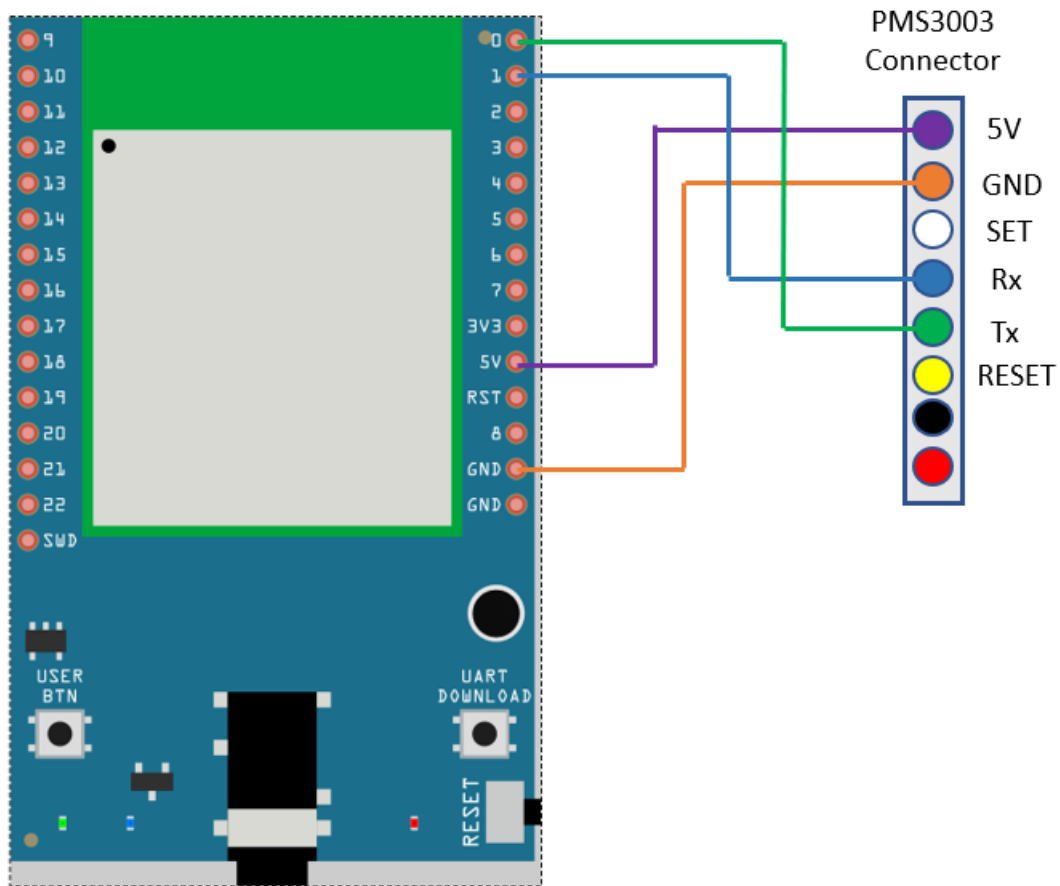 PMS3003
Connector
9
10
11
12
13
14
15
16
17
18
19
20
21
22
SWD
0
1
2
3
4
5
6
7
3V3
5V
RST
8
GND
GND
5V
GND
SET
Rx
Tx
RESET
USER
BTN
UART
DOWNLOAD
RESET